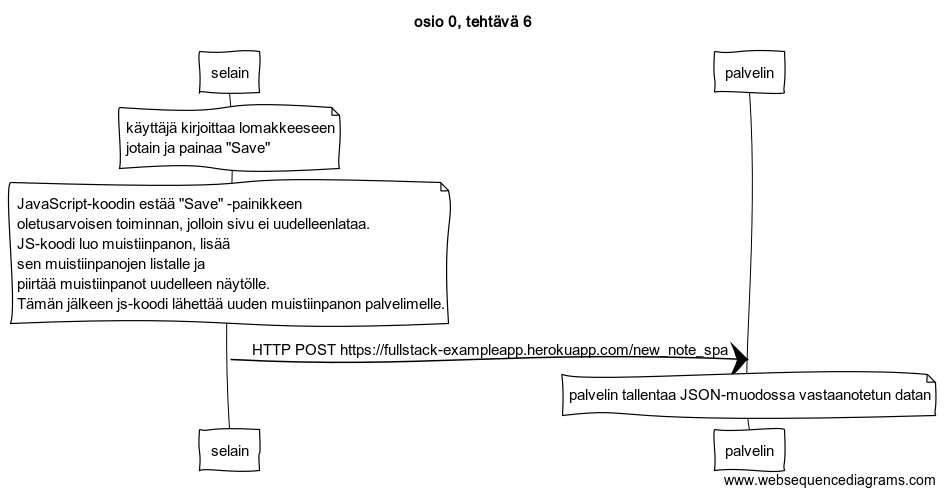 osio 0, tehtävä 6
selain
palvelin
käyttäjä kirjoittaa lomakkeeseen
jotain ja painaa "Save"
JavaScript-koodin estää "Save" -painikkeen
oletusarvoisen toiminnan, jolloin sivu ei uudelleenlataa.
JS-koodi luo muistiinpanon, lisää
sen muistiinpanojen listalle ja
piirtää muistiinpanot uudelleen näytölle.
Tämän jälkeen js-koodi lähettää uuden muistiinpanon palvelimelle.
HTTP POST https://fullstack-exampleapp.herokuapp.com/new_note_spa
palvelin tallentaa JSON-muodossa vastaanotetun datan
selain
palvelin
www.websequencediagrams.com